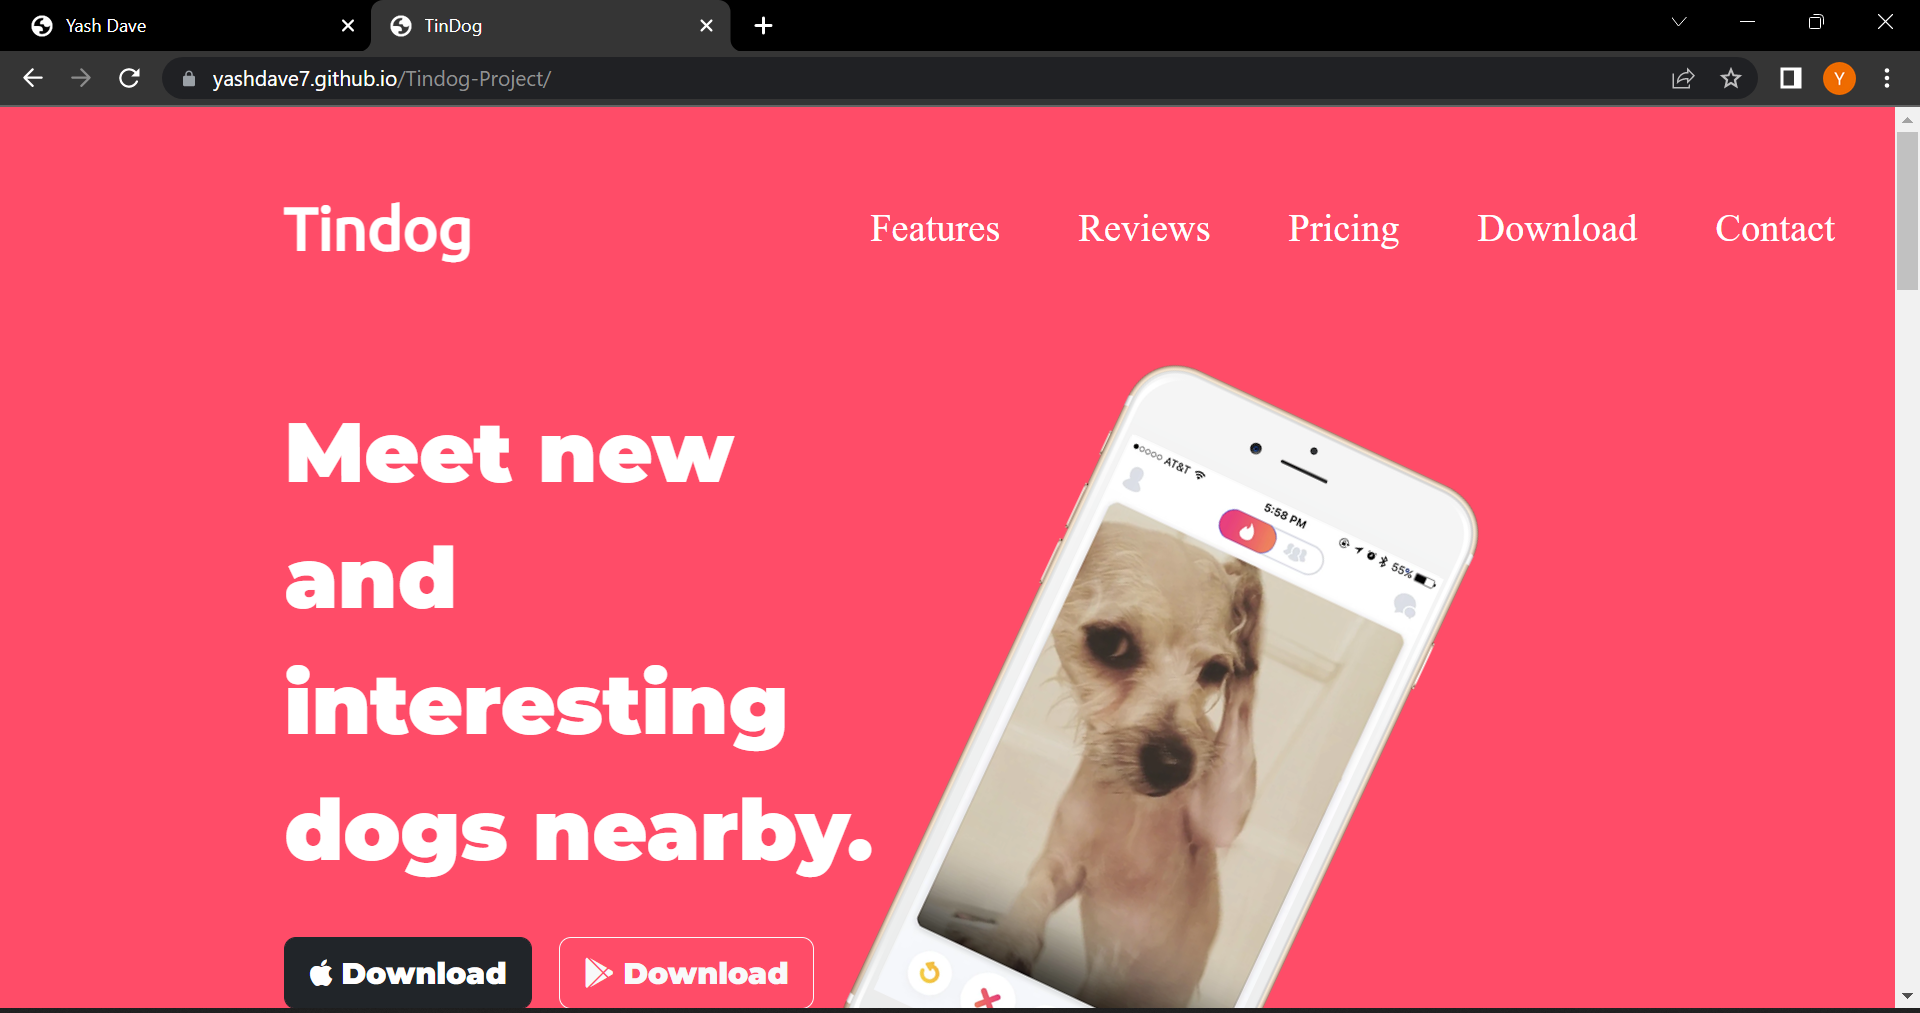 Yash Dave
TinDog
yashdave7.github.io/Tindog-Project/
Y
Tindog
Features
Reviews
Pricing
Download
Contact
Meet new
and
interesting
dogs nearby.
Download
Download
AT&T
5:58 PM
55%